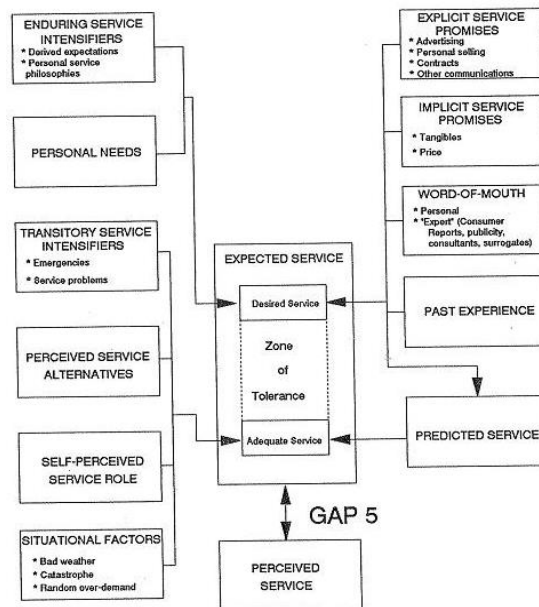 ENDURING SERVICE
INTENSIFIERS
* Derived expectations
* Personal service
philosophies
PERSONAL NEEDS
TRANSITORY SERVICE
INTENSIFIERS
* Emergencies
* Service problems
PERCEIVED SERVICE
ALTERNATIVES
SELF-PERCEIVED
SERVICE ROLE
SITUATIONAL FACTORS
* Bad weather
* Catastrophe
* Random over-demand
EXPECTED SERVICE
Desired Service
Zone
of
Tolerance
Adequate Service
GAP 5
PERCEIVED
SERVICE
EXPLICIT SERVICE
PROMISES
* Advertising
* Personal selling
* Contracts
* Other communications
IMPLICIT SERVICE
PROMISES
* Tangibles
* Price
WORD-OF-MOUTH
* Personal
* "Expert" (Consumer
Reports, publicity,
consultants, surrogates)
PAST EXPERIENCE
PREDICTED SERVICE